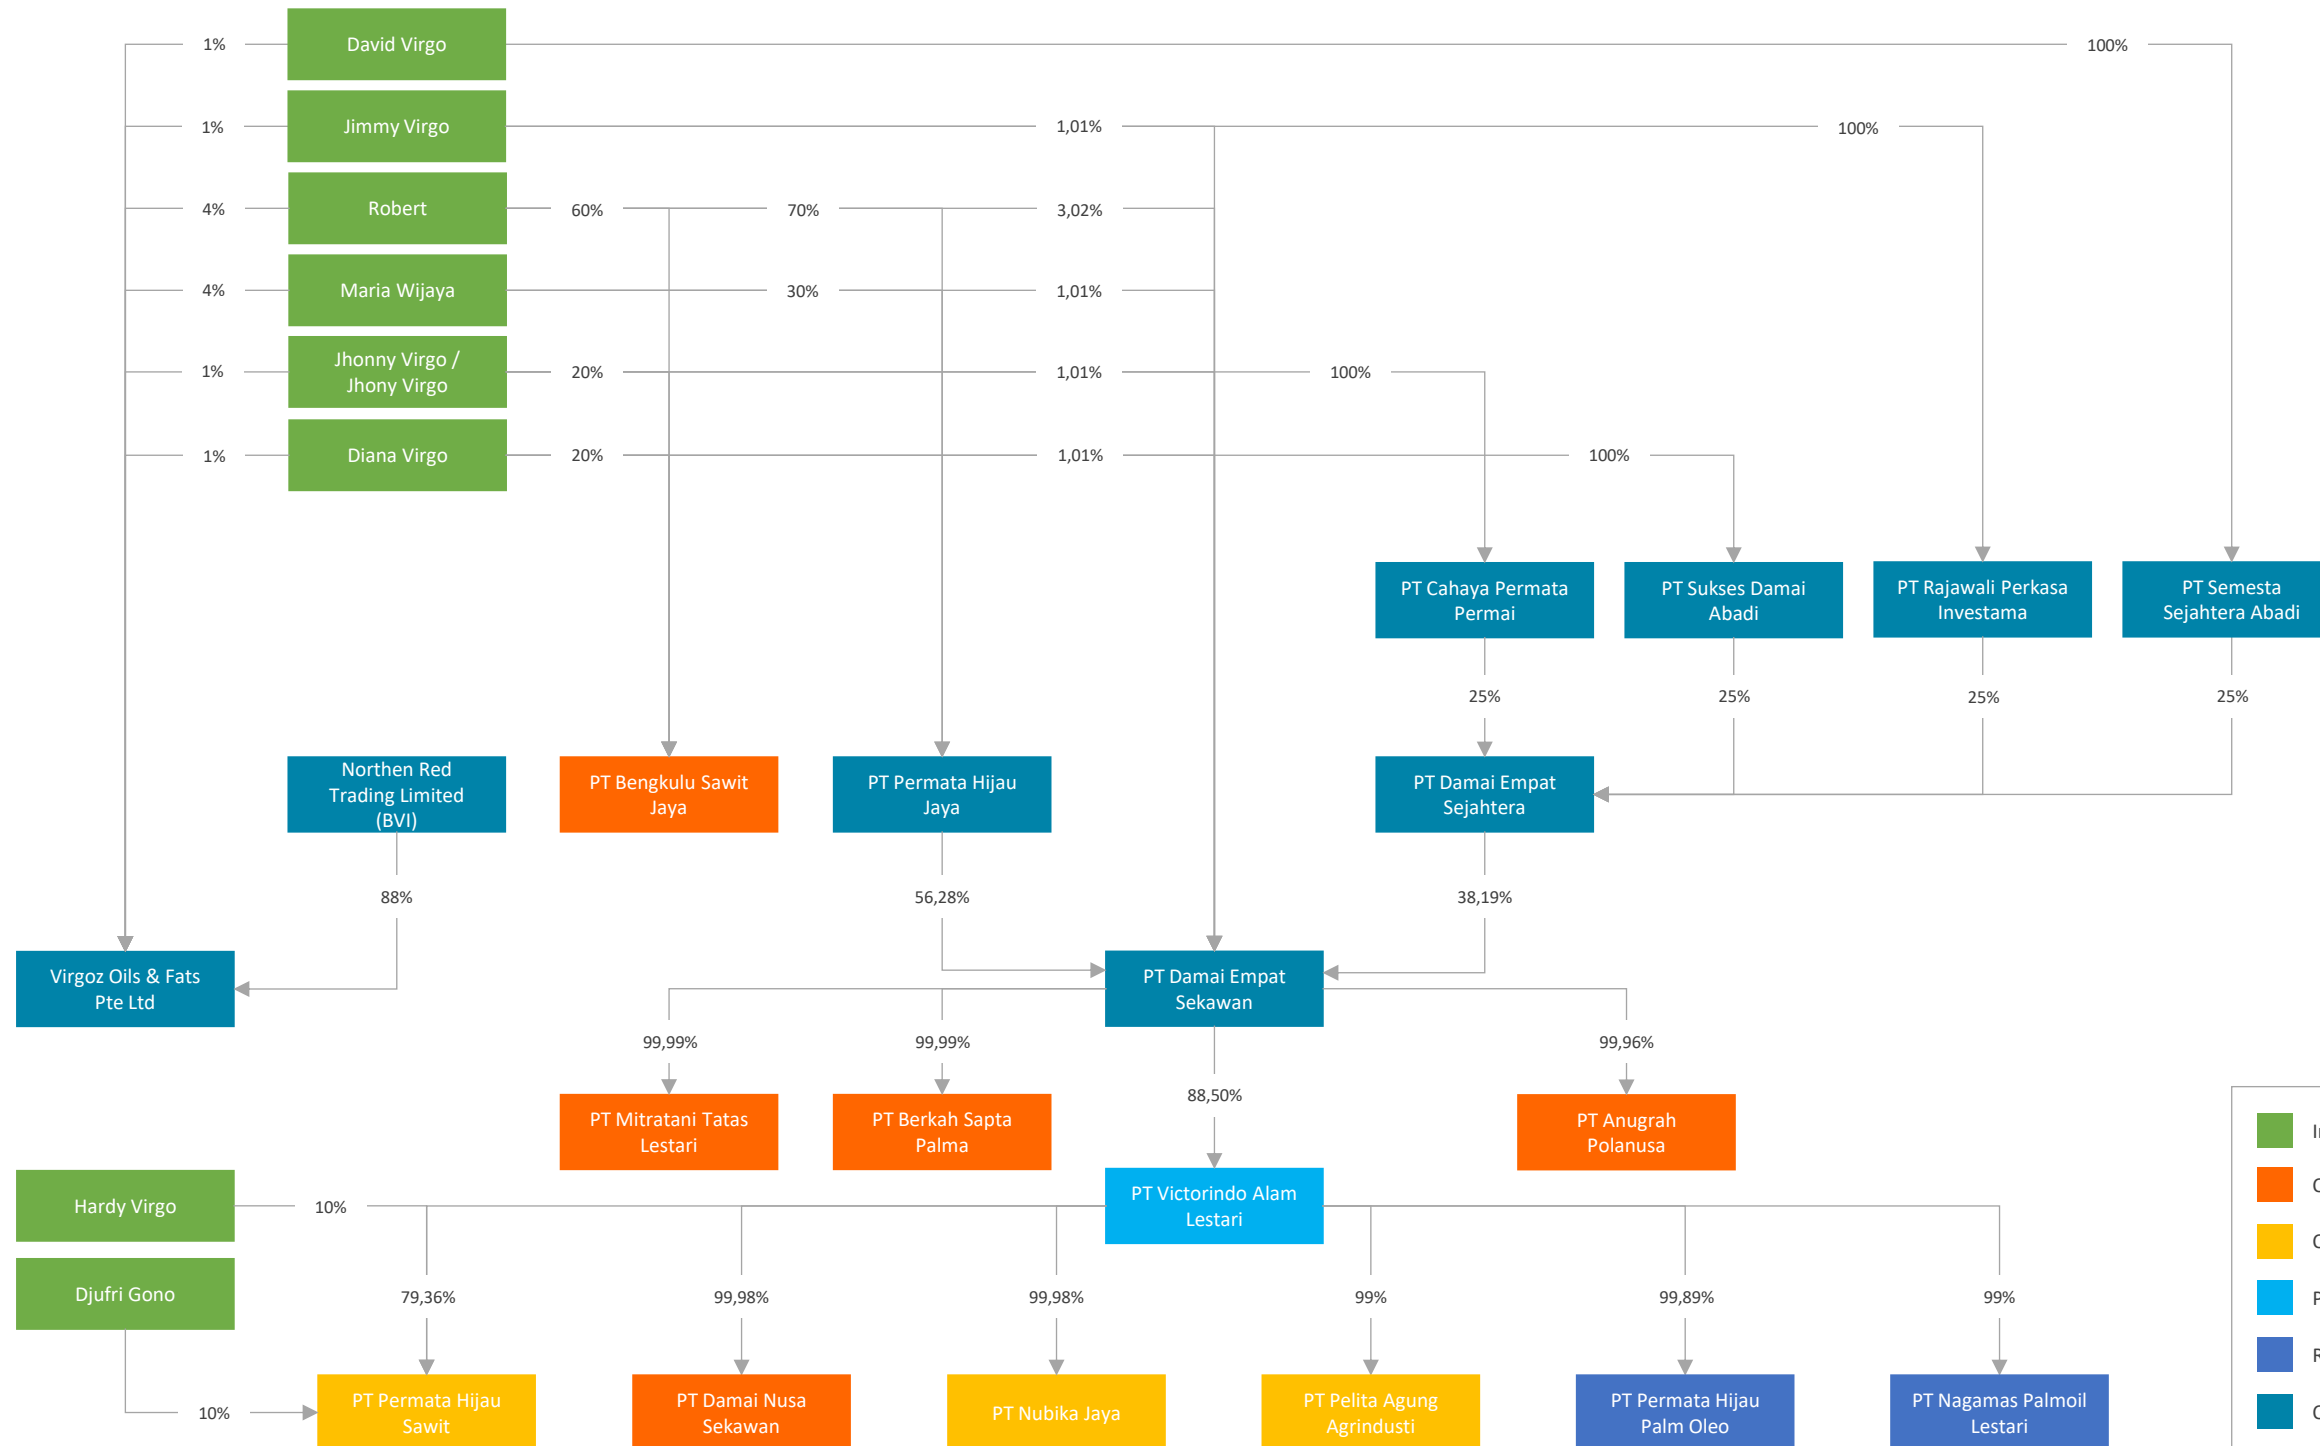 1%
David Virgo
100%
1%
Jimmy Virgo
1,01%
100%
4%
Robert
60%
70%
3,02%
4%
Maria Wijaya
30%
1,01%
1%
Jhonny Virgo /
Jhony Virgo
20%
1,01%
100%
1%
Diana Virgo
20%
1,01%
100%
PT Cahaya Permata
Permai
PT Sukses Damai
Abadi
PT Rajawali Perkasa
Investama
PT Semesta
Sejahtera Abadi
25%
25%
25%
25%
Northen Red
Trading Limited
(BVI)
PT Bengkulu Sawit
Jaya
PT Permata Hijau
Jaya
PT Damai Empat
Sejahtera
88%
56,28%
38,19%
Virgoz Oils & Fats
Pte Ltd
PT Damai Empat
Sekawan
99,99%
99,99%
99,96%
88,50%
PT Mitratani Tatas
Lestari
PT Berkah Sapta
Palma
PT Anugrah
Polanusa
Hardy Virgo
10%
PT Victorindo Alam
Lestari
Djufri Gono
79,36%
99,98%
99,98%
99%
99,89%
99%
10%
PT Permata Hijau
Sawit
PT Damai Nusa
Sekawan
PT Nubika Jaya
PT Pelita Agung
Agrindusti
PT Permata Hijau
Palm Oleo
PT Nagamas Palmoil
Lestari